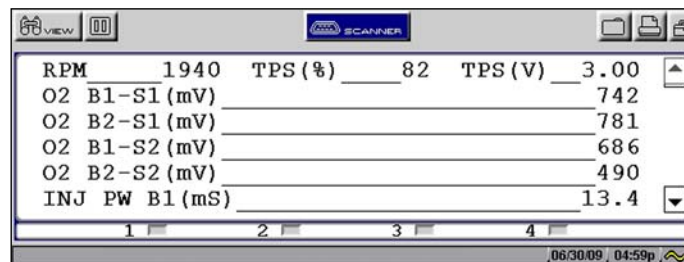 VIEW SCANNER
RPM 1940 TPS(%) 82 TPS(V) 3.00
O2 B1-S1(mV) 742
O2 B2-S1(mV) 781
O2 B1-S2(mV) 686
O2 B2-S2(mV) 490
INJ PW B1(mS) 13.4
1 2 3 4
06/30/09 04:59p